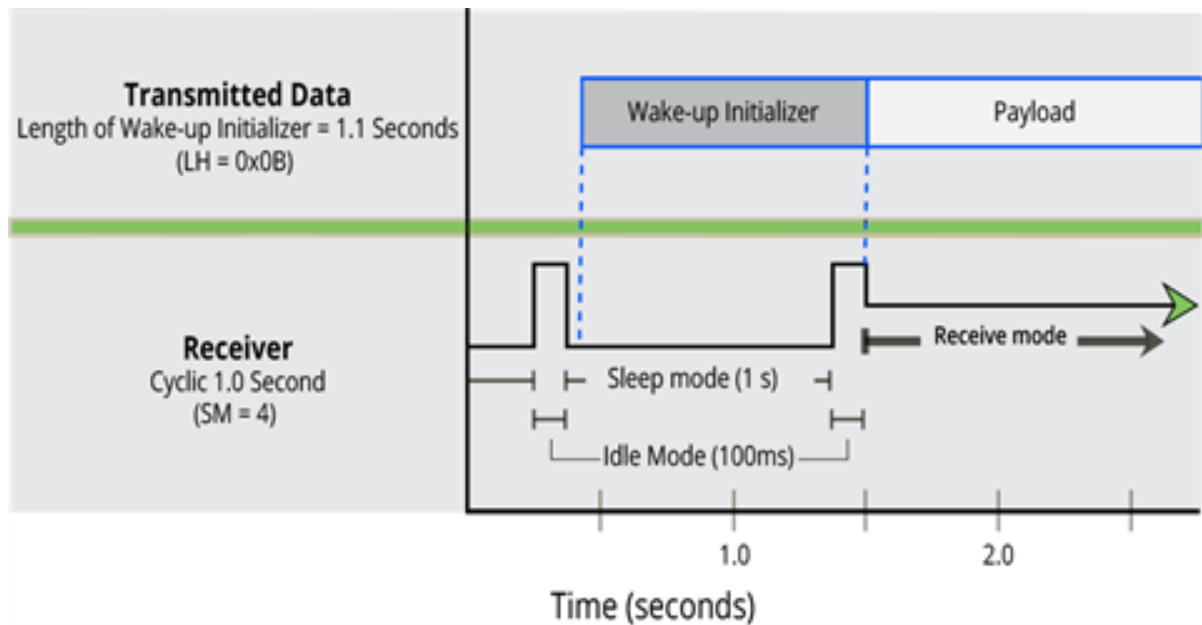 Transmitted Data
Length of Wake-up Initializer = 1.1 Seconds
(LH = 0x0B)
Wake-up Initializer
Payload
Receiver
Cyclic 1.0 Second
(SM = 4)
Receive mode
Sleep mode (1 s)
Idle Mode (100ms)
1.0
2.0
Time (seconds)